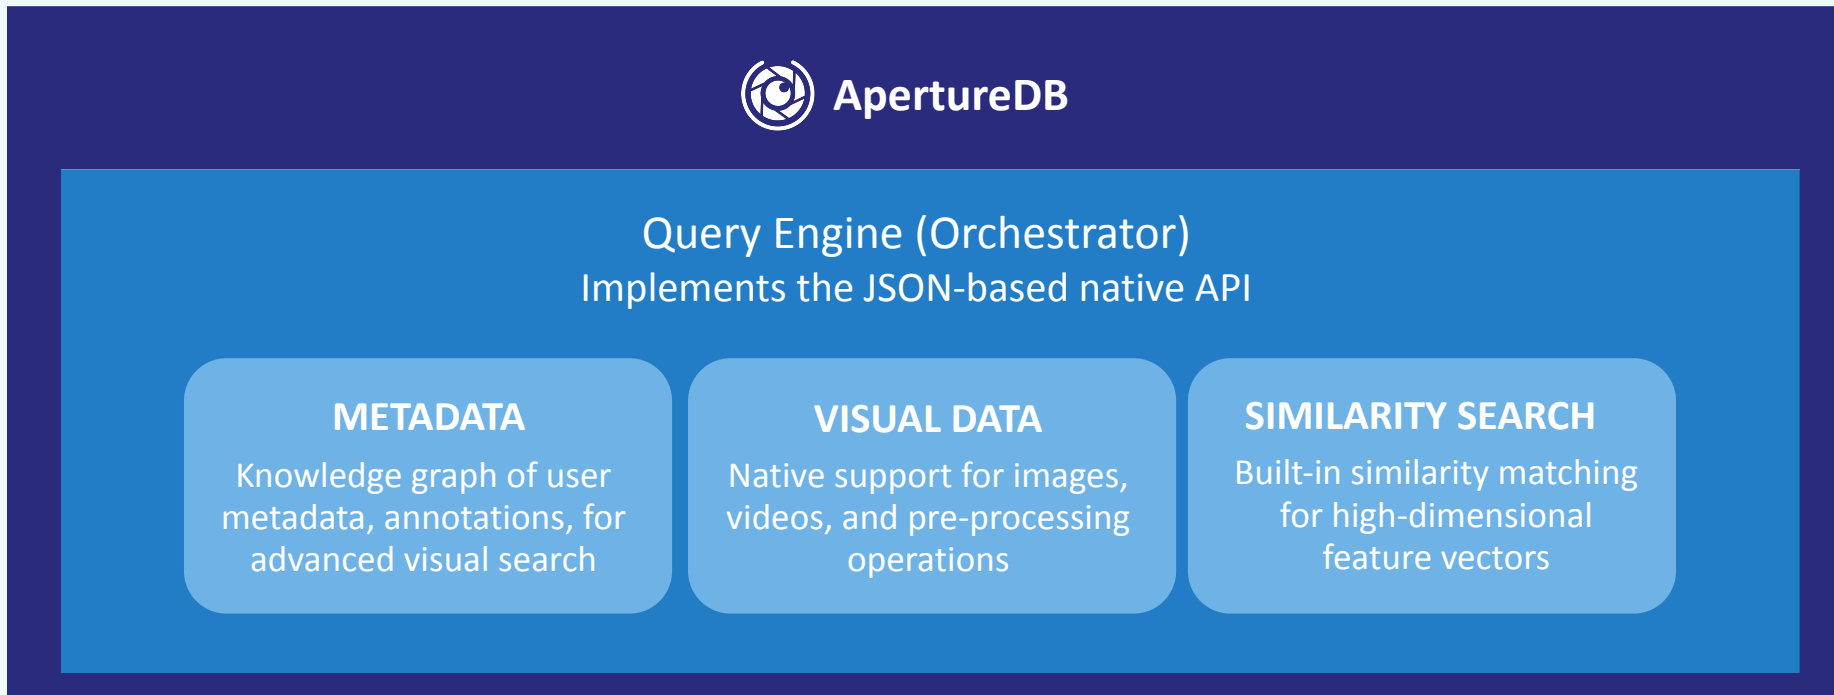 ApertureDB
Query Engine (Orchestrator)
Implements the JSON-based native API
METADATA
Knowledge graph of user
metadata, annotations, for
advanced visual search
VISUAL DATA
Native support for images,
videos, and pre-processing
operations
SIMILARITY SEARCH
Built-in similarity matching
for high-dimensional
feature vectors